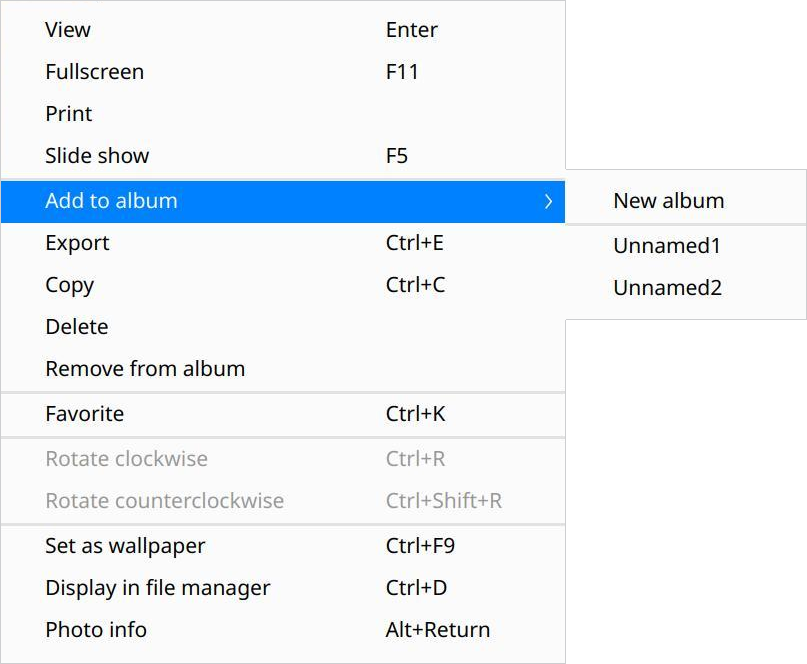 View Enter
Fullscreen F11
Print
Slide show F5
Add to album New album
Export Ctrl+E Unnamed1
Copy Ctrl+C Unnamed2
Delete
Remove from album
Favorite Ctrl+K
Rotate clockwise Ctrl+R
Rotate counterclockwise Ctrl+Shift+R
Set as wallpaper Ctrl+F9
Display in file manager Ctrl+D
Photo info Alt+Return